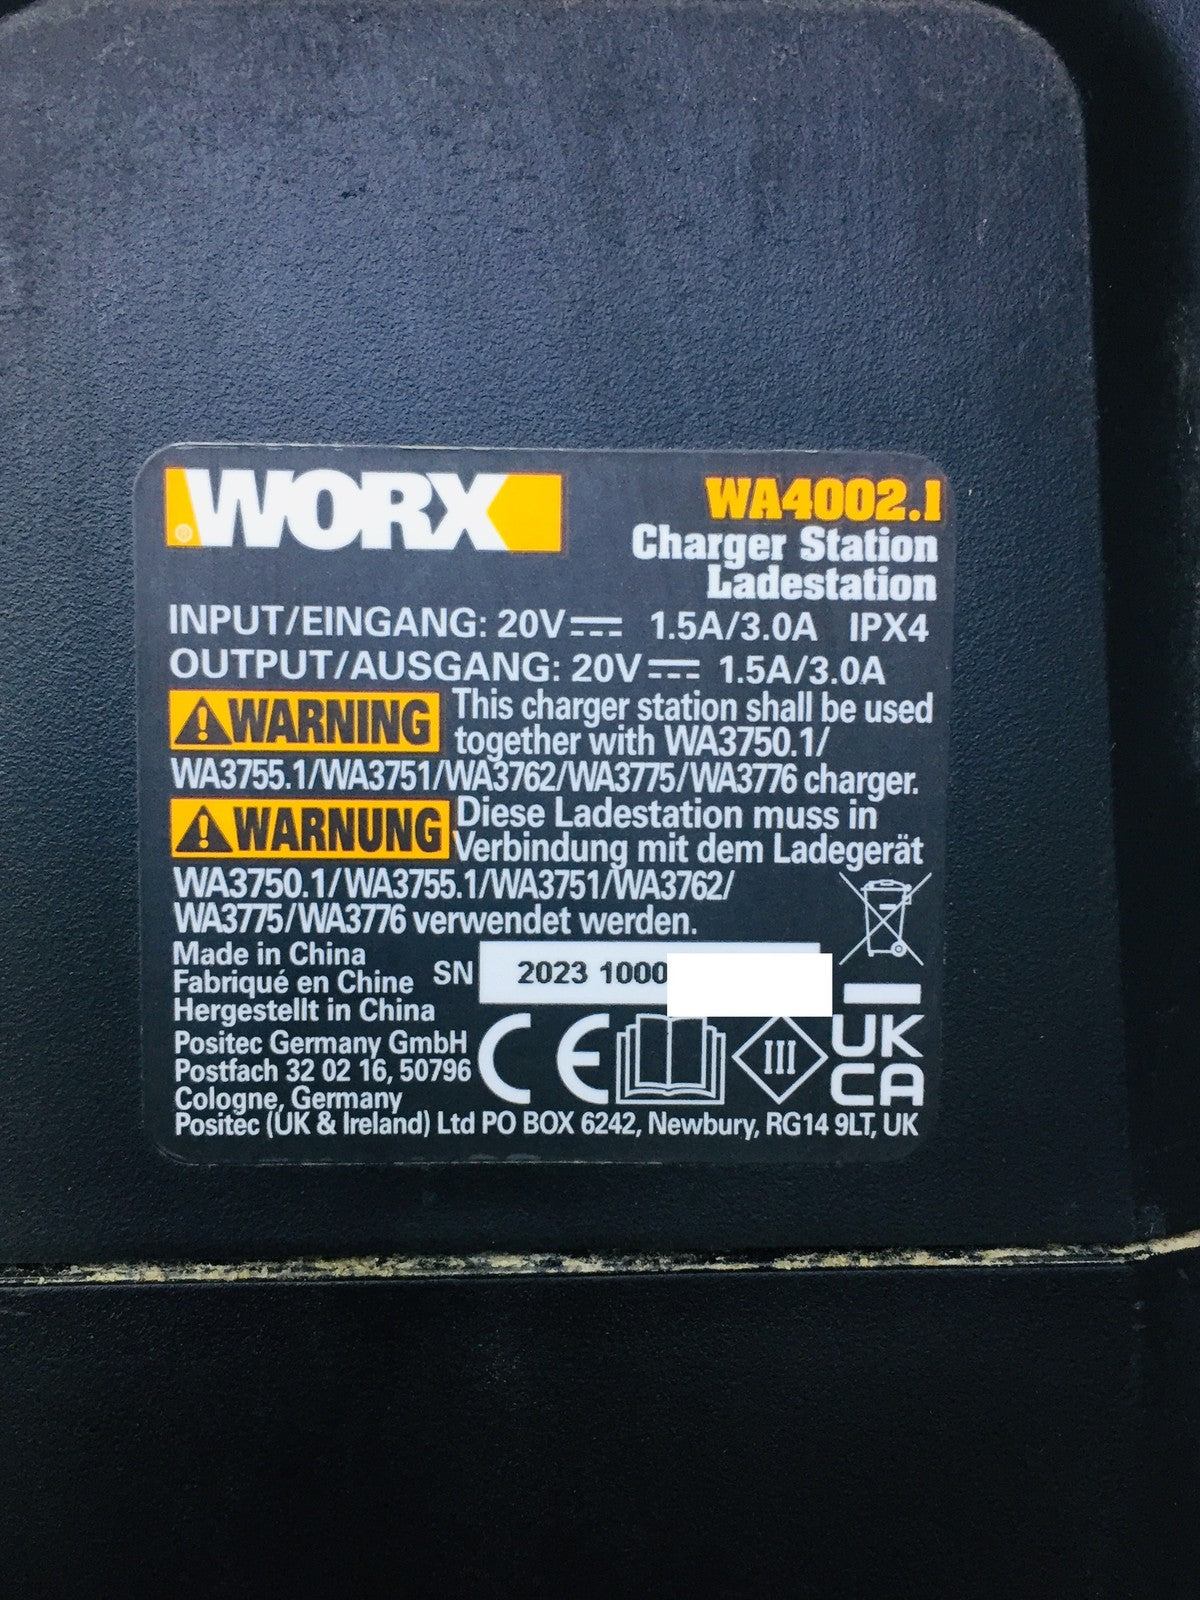 WORX
®
WA4002.1
Charger Station
Ladestation
INPUT/EINGANG: 20V 1.5A/3.0A IPX4
OUTPUT/AUSGANG: 20V 1.5A/3.0A
WARNING This charger station shall be used
together with WA3750.1/
WA3755.1/WA3751/WA3762/WA3775/WA3776 charger.
WARNUNG Diese Ladestation muss in
Verbindung mit dem Ladegerät
WA3750.1/WA3755.1/WA3751/WA3762/
WA3775/WA3776 verwendet werden.
Made in China
Fabriqué en Chine
Hergestellt in China
SN 2023 1000
Positec Germany GmbH
Postfach 32 02 16, 50796
Cologne, Germany
CE
III
UK
CA
Positec (UK & Ireland) Ltd PO BOX 6242, Newbury, RG14 9LT, UK